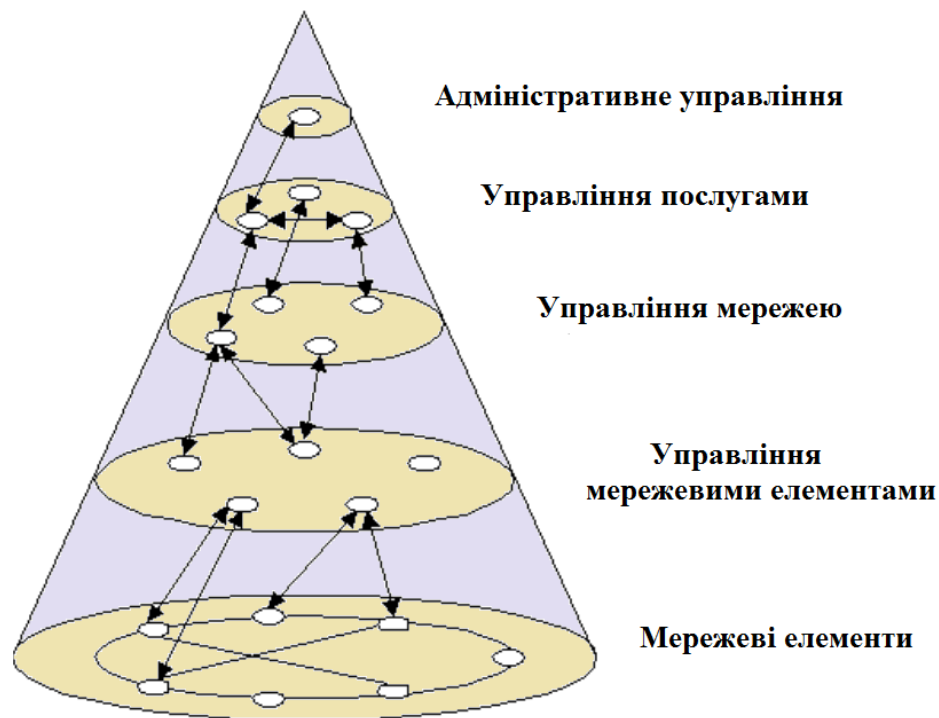 Адміністративне управління
Управління послугами
Управління мережею
Управління
мережевими елементами
Мережеві елементи